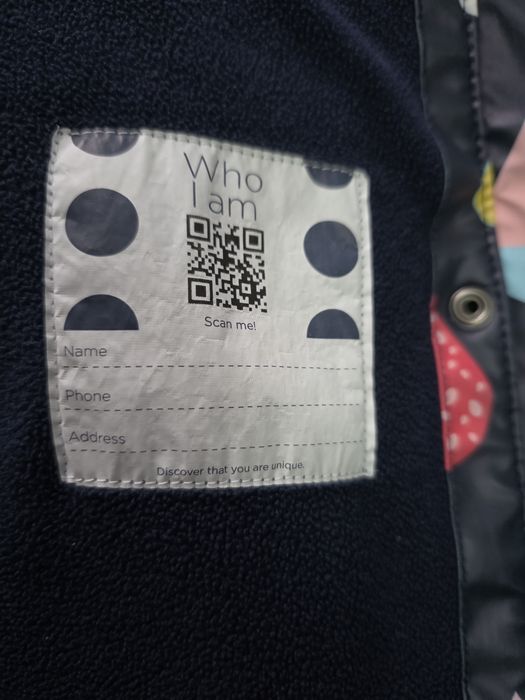 Who
I am
Scan me!
Name
Phone
Address
Discover that you are unique.